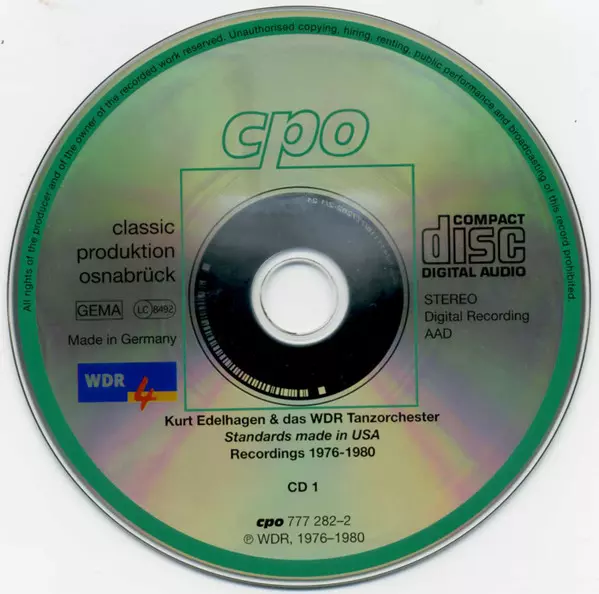 All rights of the producer and of the owner of the recorded work reserved. Unauthorised copying, hiring, renting, public performance and broadcasting of this record prohibited.
cpo
classic
produktion
osnabrück
GEMA
LC 8492
Made in Germany
WDR
4
COMPACT
disc
DIGITAL AUDIO
STEREO
Digital Recording
AAD
Kurt Edelhagen & das WDR Tanzorchester
Standards made in USA
Recordings 1976-1980
CD 1
cpo 777 282–2
℗ WDR, 1976–1980